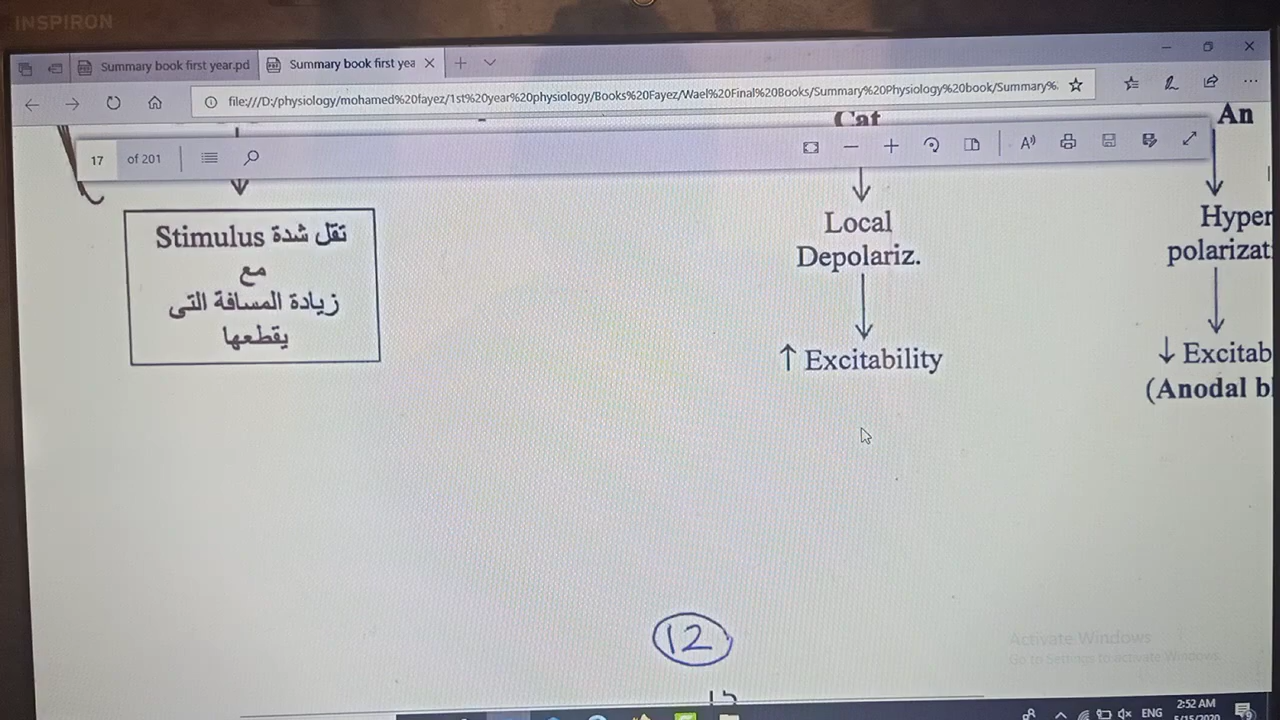 INSPIRON
Summary book first year.pd
Summary book first yea
file:///D:/physiology/mohamed%20fayez/1st%20year%20physiology/Books%20Fayez/Wael%20Final%20Books/Summary%20Physiology%20book/Summary%
17 of 201
An
تقل شدة Stimulus
مع
زيادة المسافة التى
يقطعها
Local
Depolariz.
↑ Excitability
Hyper
polarizat
↓ Excitab
(Anodal b
12
Activate Windows
Go to Settings to activate Windows.
ENG
2:52 AM